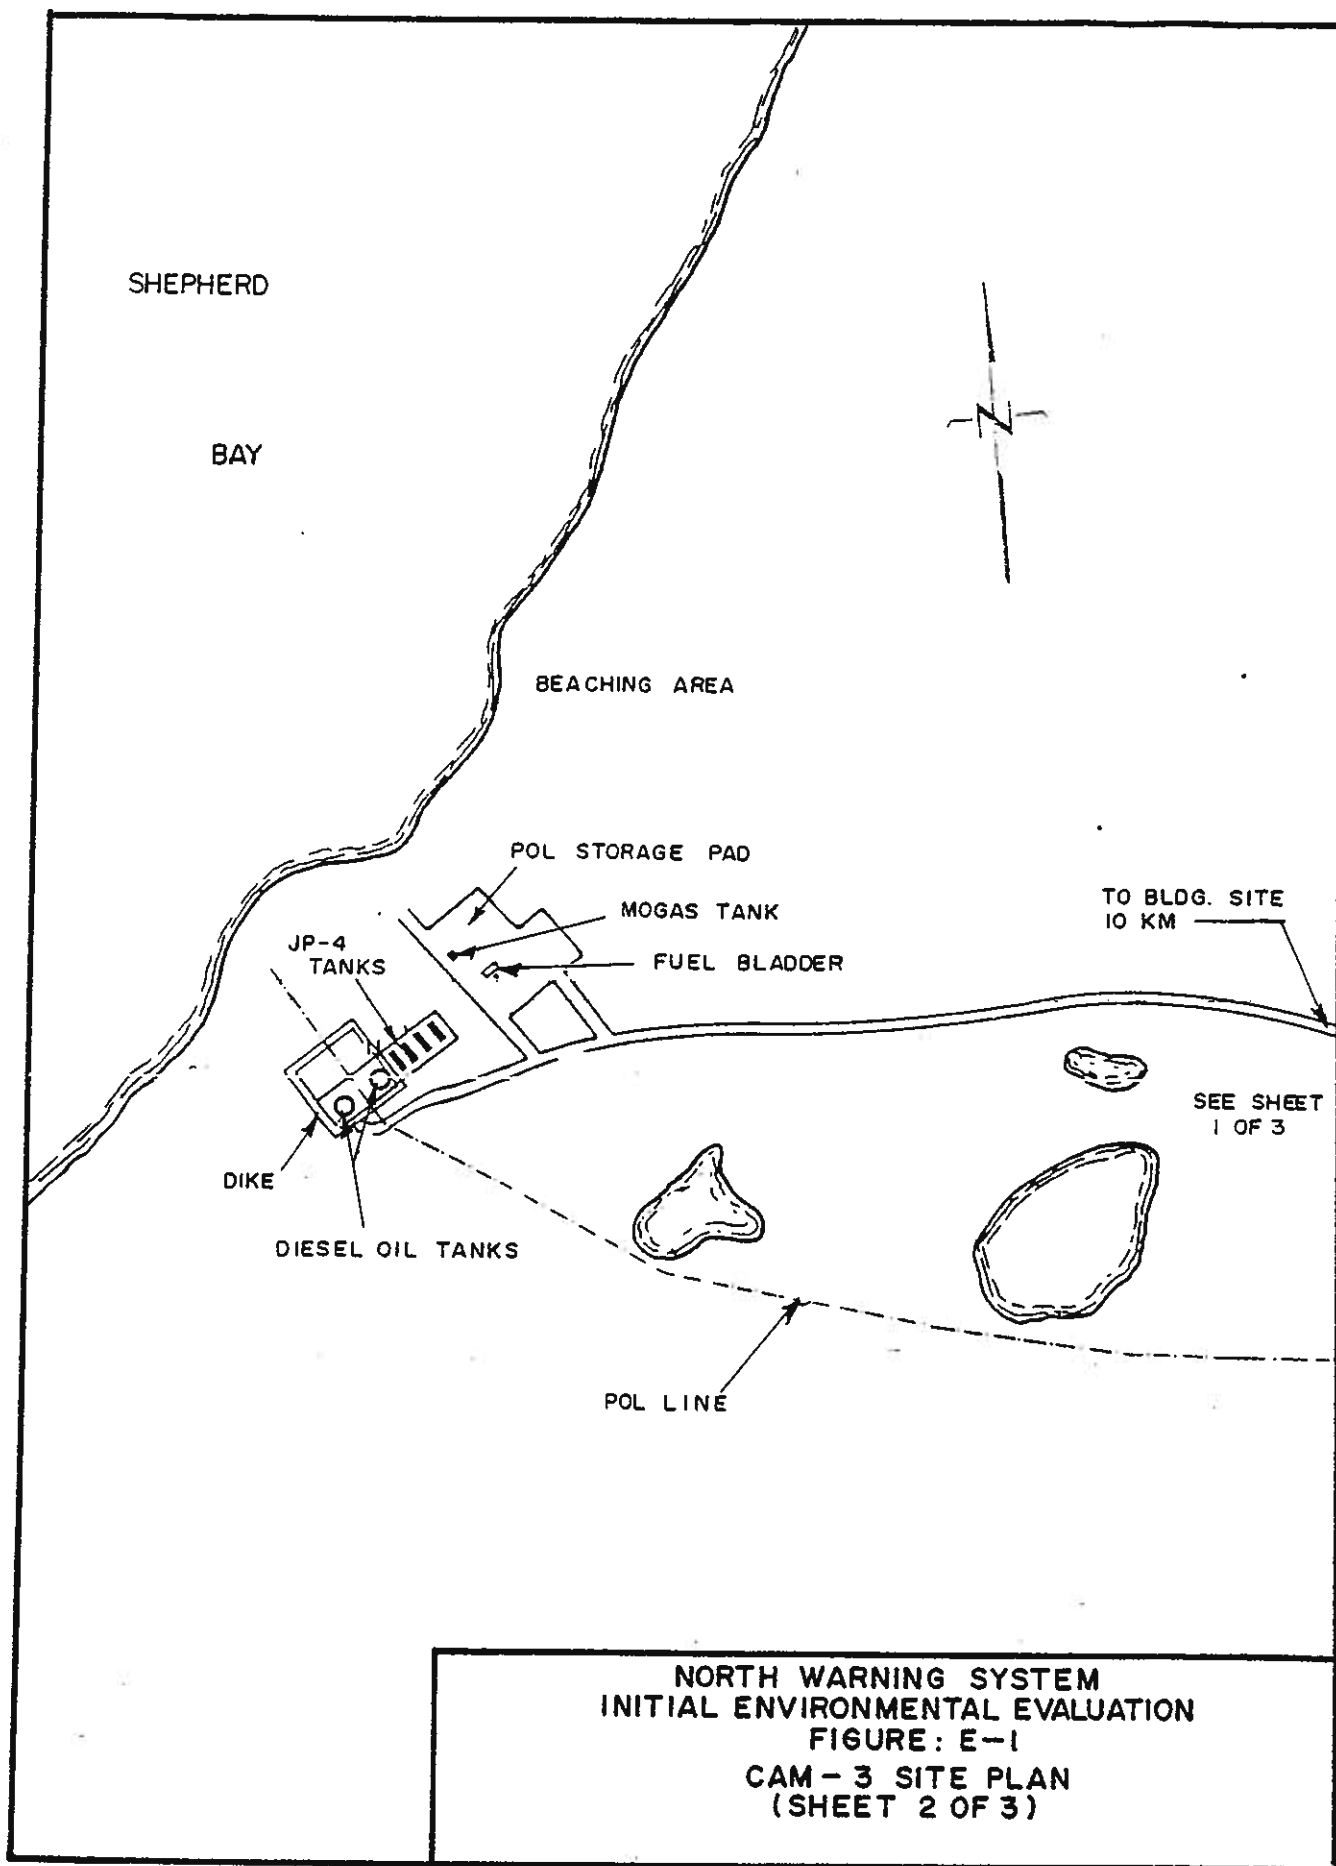 SHEPHERD
BAY
N
BEACHING AREA
POL STORAGE PAD
MOGAS TANK
FUEL BLADDER
JP-4
TANKS
TO BLDG. SITE
10 KM
SEE SHEET
1 OF 3
DIKE
DIESEL OIL TANKS
POL LINE
NORTH WARNING SYSTEM
INITIAL ENVIRONMENTAL EVALUATION
FIGURE: E-1
CAM-3 SITE PLAN
(SHEET 2 OF 3)